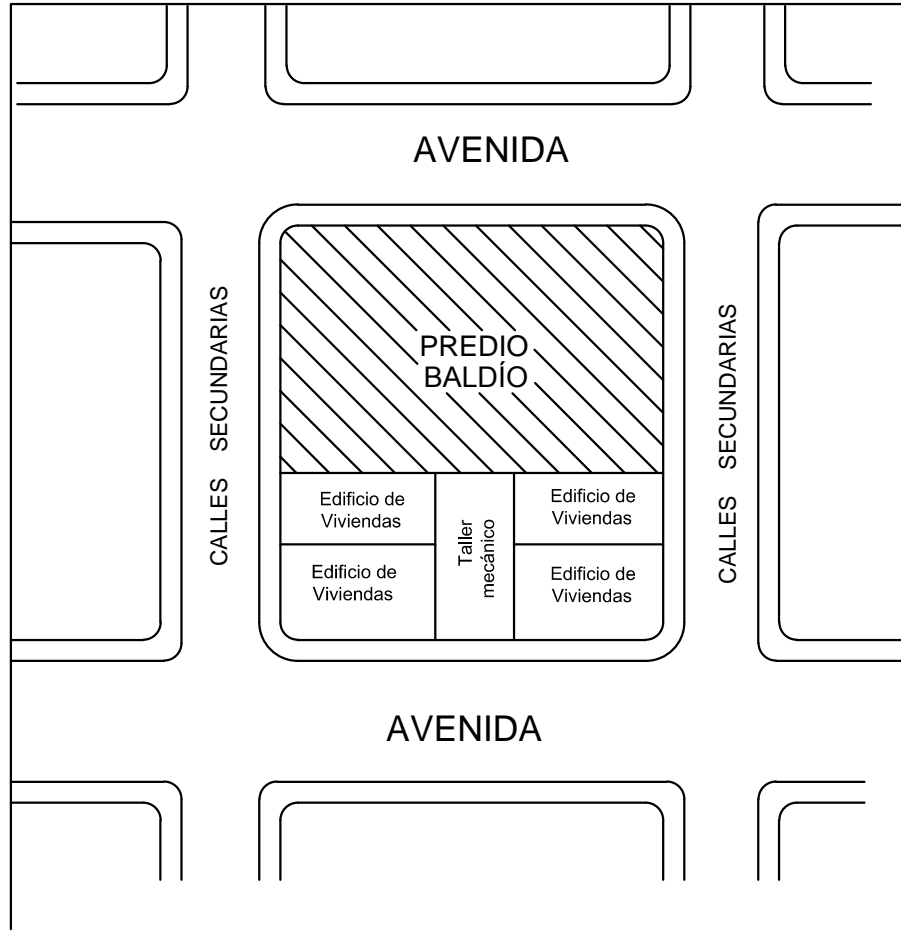 AVENIDA
CALLES SECUNDARIAS
PREDIO
BALDÍO
CALLES SECUNDARIAS
Edificio de
Viviendas
Taller
mecánico
Edificio de
Viviendas
Edificio de
Viviendas
Edificio de
Viviendas
AVENIDA